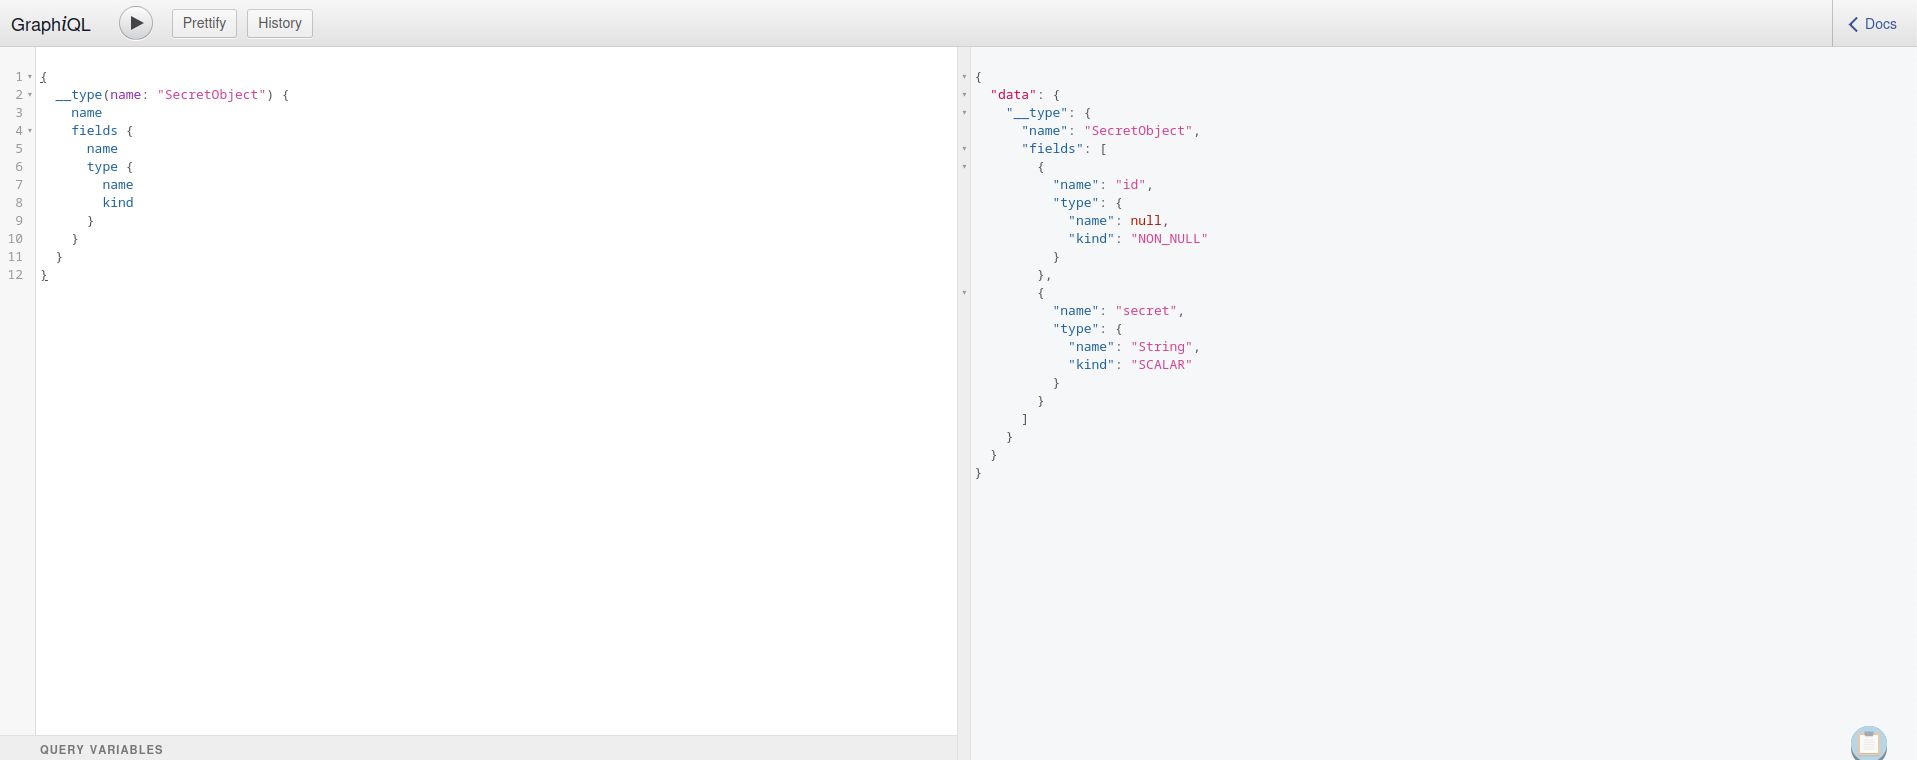 GraphiQL
Prettify
History
Docs
1 {
2   __type(name: "SecretObject") {
3     name
4     fields {
5       name
6       type {
7         name
8         kind
9       }
10     }
11   }
12 }
QUERY VARIABLES
{
  "data": {
    "__type": {
      "name": "SecretObject",
      "fields": [
        {
          "name": "id",
          "type": {
            "name": null,
            "kind": "NON_NULL"
          }
        },
        {
          "name": "secret",
          "type": {
            "name": "String",
            "kind": "SCALAR"
          }
        }
      ]
    }
  }
}